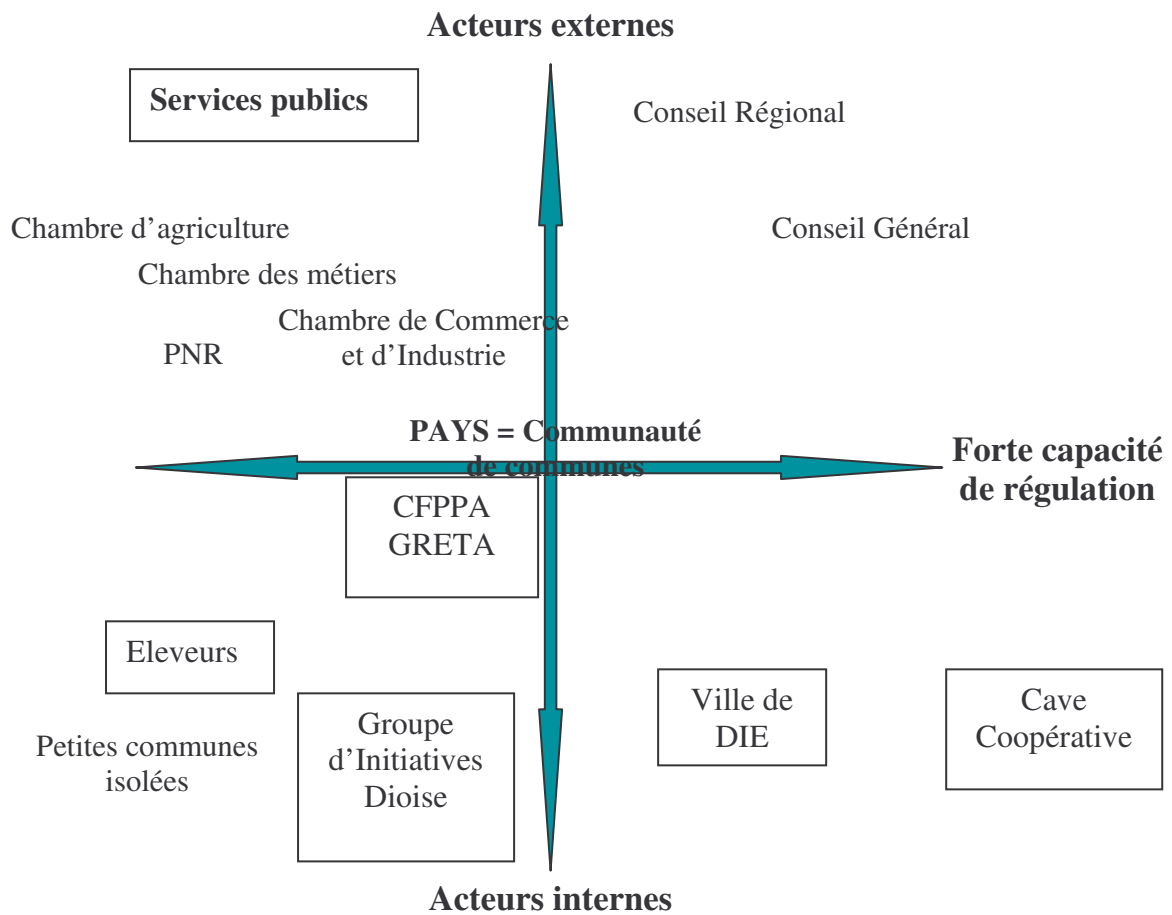 Acteurs externes
Services publics
Conseil Régional
Chambre d’agriculture
Conseil Général
Chambre des métiers
Chambre de Commerce
et d’Industrie
PNR
PAYS = Communauté
de communes
Forte capacité
de régulation
CFPPA
GRETA
Eleveurs
Petites communes
isolées
Groupe
d’Initiatives
Dioise
Ville de
DIE
Cave
Coopérative
Acteurs internes